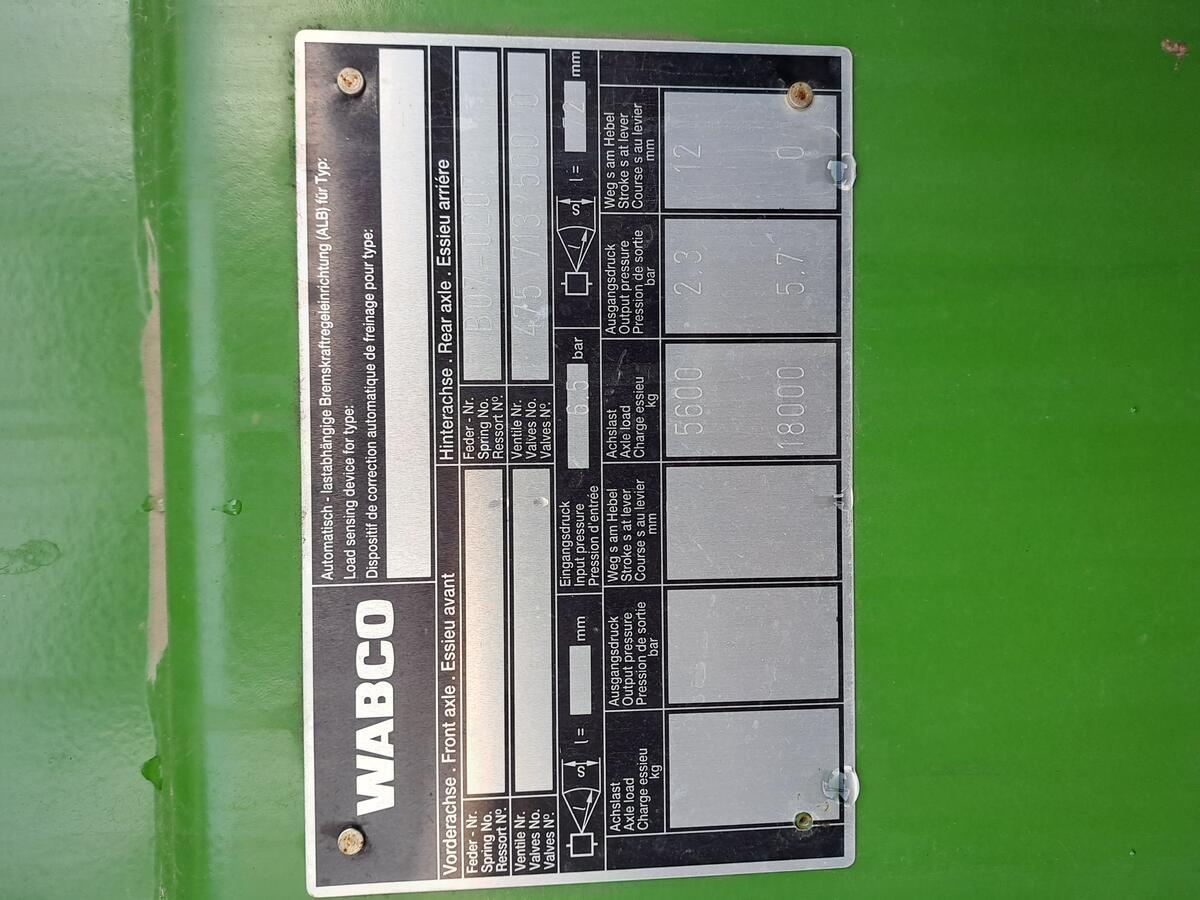 WABCO
Automatisch - lastabhängige Bremskraftregeleinrichtung (ALB) für Typ:
Load sensing device for type:
Dispositif de correction automatique de freinage pour type:
Vorderachse . Front axle . Essieu avant
Hinterachse . Rear axle . Essieu arriére
Feder - Nr.
Spring No.
Ressort Nº.
Feder - Nr.
Spring No.
Ressort Nº.
Ventile Nr.
Valves No.
Valves Nº.
Ventile Nr.
Valves No.
Valves Nº.
475 713 500 0
L
S
l =
mm
Eingangsdruck
Input pressure
Pression d'entrée
6.5
bar
L
S
l =
mm
Achslast
Axle load
Charge essieu
kg
Ausgangsdruck
Output pressure
Pression de sortie
bar
Weg s am Hebel
Stroke s at lever
Course s au levier
mm
Achslast
Axle load
Charge essieu
kg
Ausgangsdruck
Output pressure
Pression de sortie
bar
Weg s am Hebel
Stroke s at lever
Course s au levier
mm
5600 2.3 12
18000 5.7 0